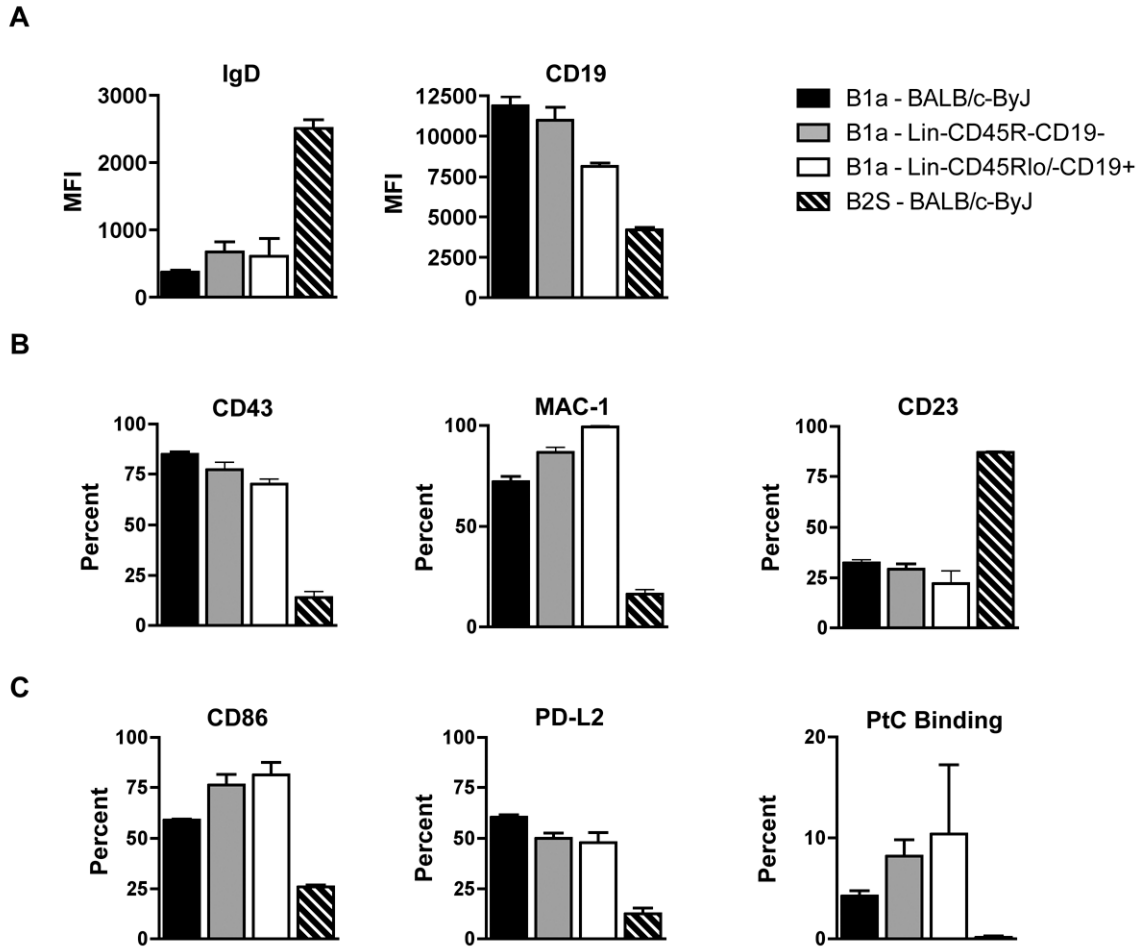 A
IgD
3000
2000
1000
0
MFI
CD19
12500
10000
7500
5000
2500
0
MFI
B1a - BALB/c-ByJ
B1a - Lin-CD45R-CD19-
B1a - Lin-CD45Rlo/-CD19+
B2S - BALB/c-ByJ
B
CD43
100
75
50
25
0
Percent
MAC-1
100
50
0
Percent
CD23
100
75
50
25
0
Percent
C
CD86
100
75
50
25
0
Percent
PD-L2
100
75
50
25
0
Percent
PtC Binding
20
10
0
Percent